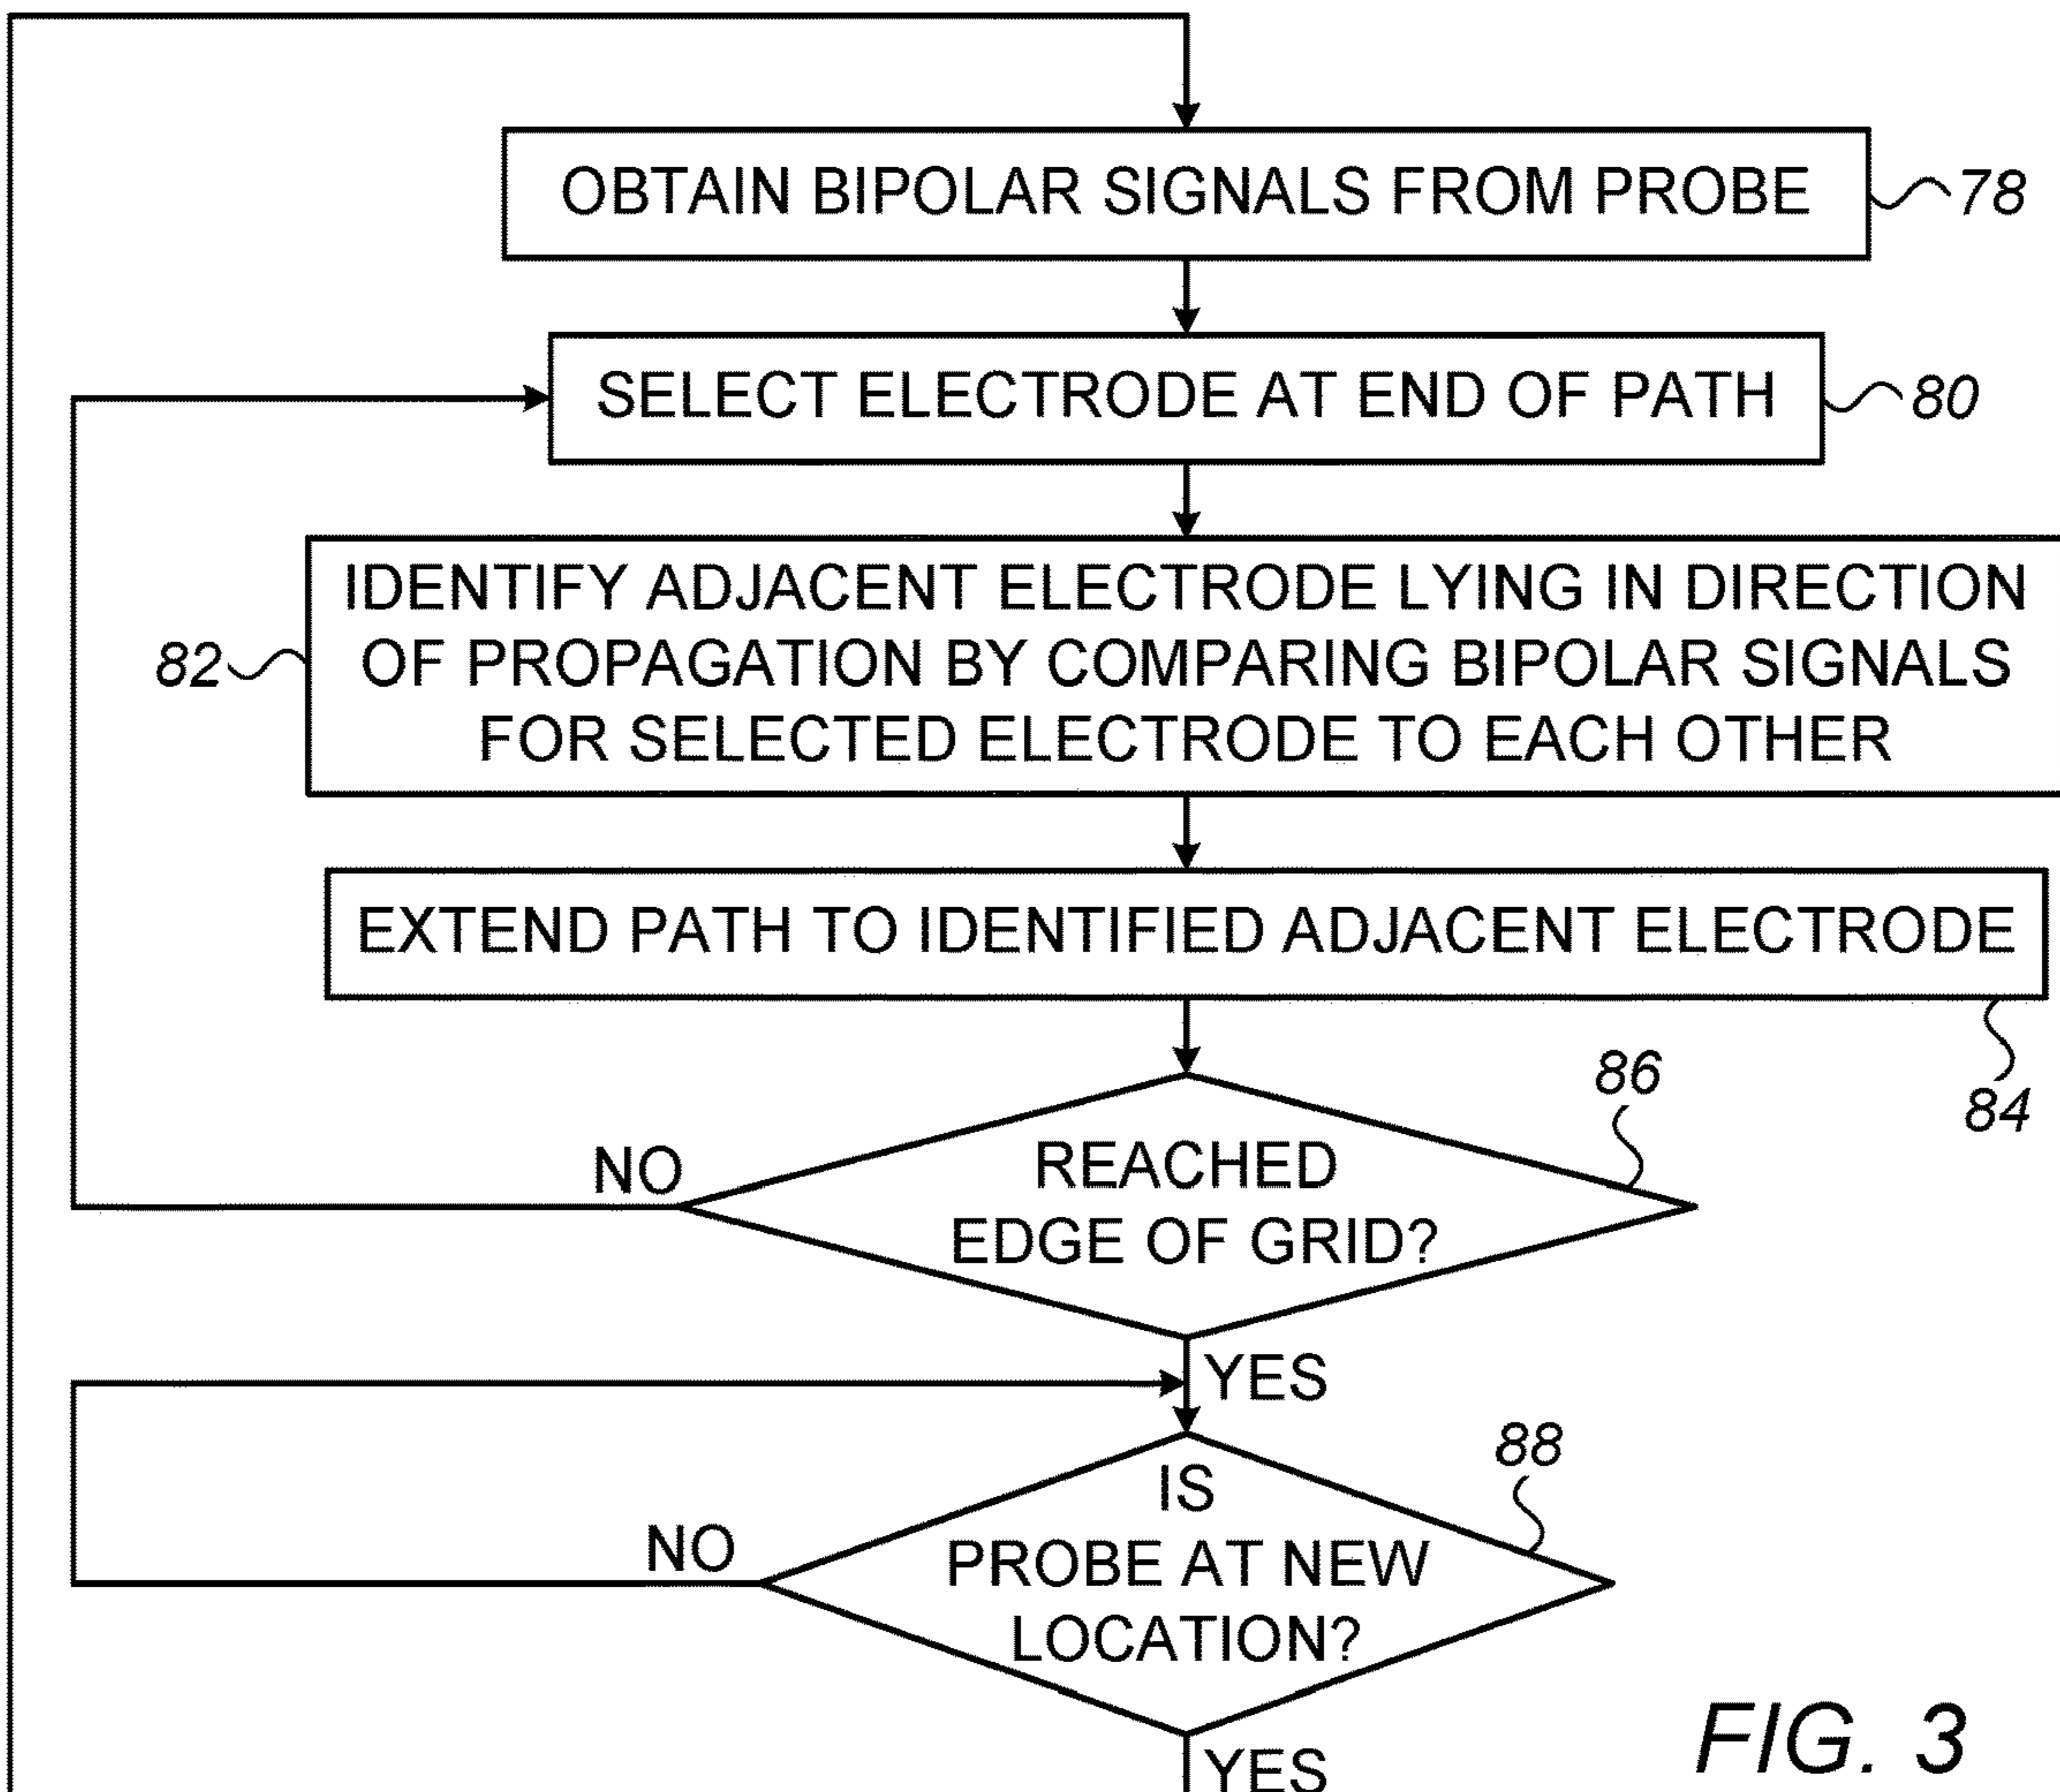 OBTAIN BIPOLAR SIGNALS FROM PROBE
78
SELECT ELECTRODE AT END OF PATH
80
IDENTIFY ADJACENT ELECTRODE LYING IN DIRECTION
OF PROPAGATION BY COMPARING BIPOLAR SIGNALS
FOR SELECTED ELECTRODE TO EACH OTHER
82
EXTEND PATH TO IDENTIFIED ADJACENT ELECTRODE
84
86
REACHED
EDGE OF GRID?
NO
YES
88
IS
PROBE AT NEW
LOCATION?
NO
YES
FIG. 3